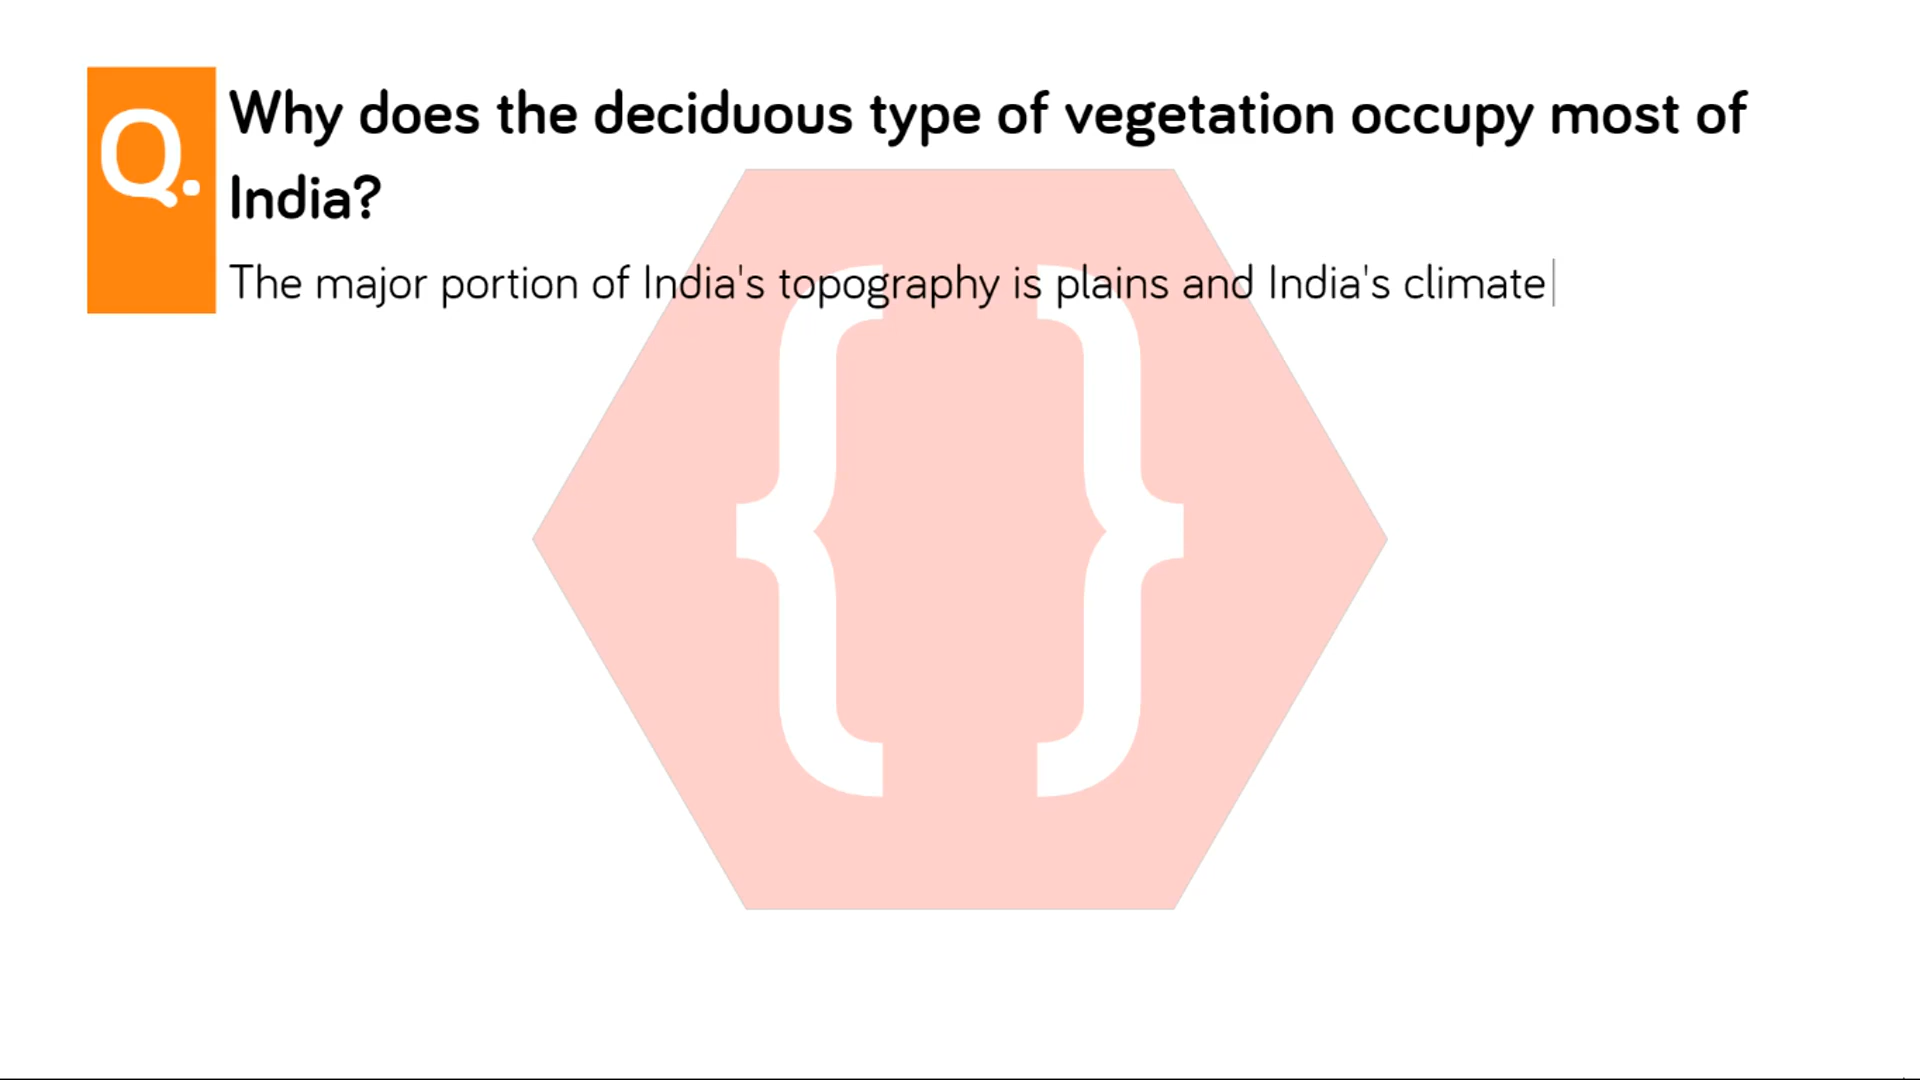 Q.
Why does the deciduous type of vegetation occupy most of
India?
The major portion of India's topography is plains and India's climate
{ }